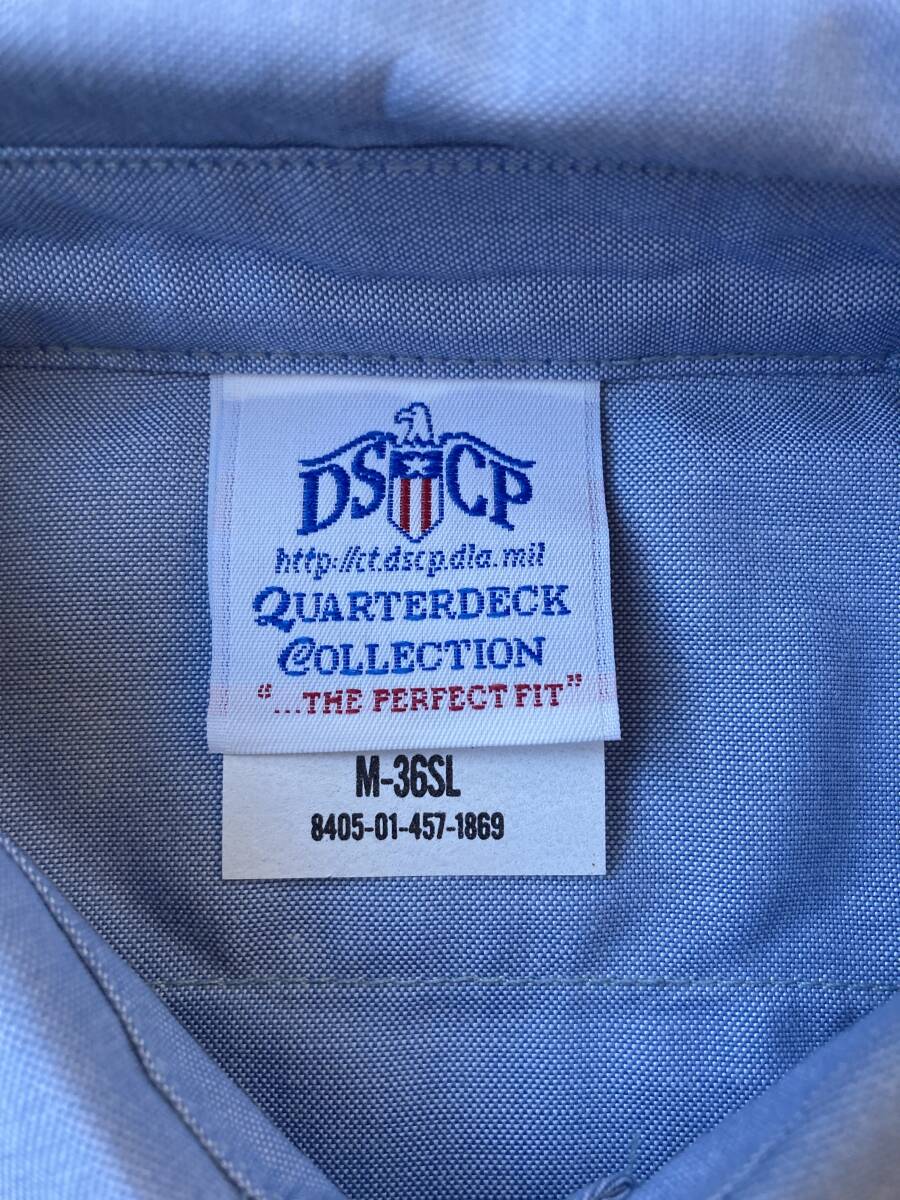 DSCP
http://ct.dscp.dla.mil
QUARTERDECK
COLLECTION
"...THE PERFECT FIT"
M-36SL
8405-01-457-1869